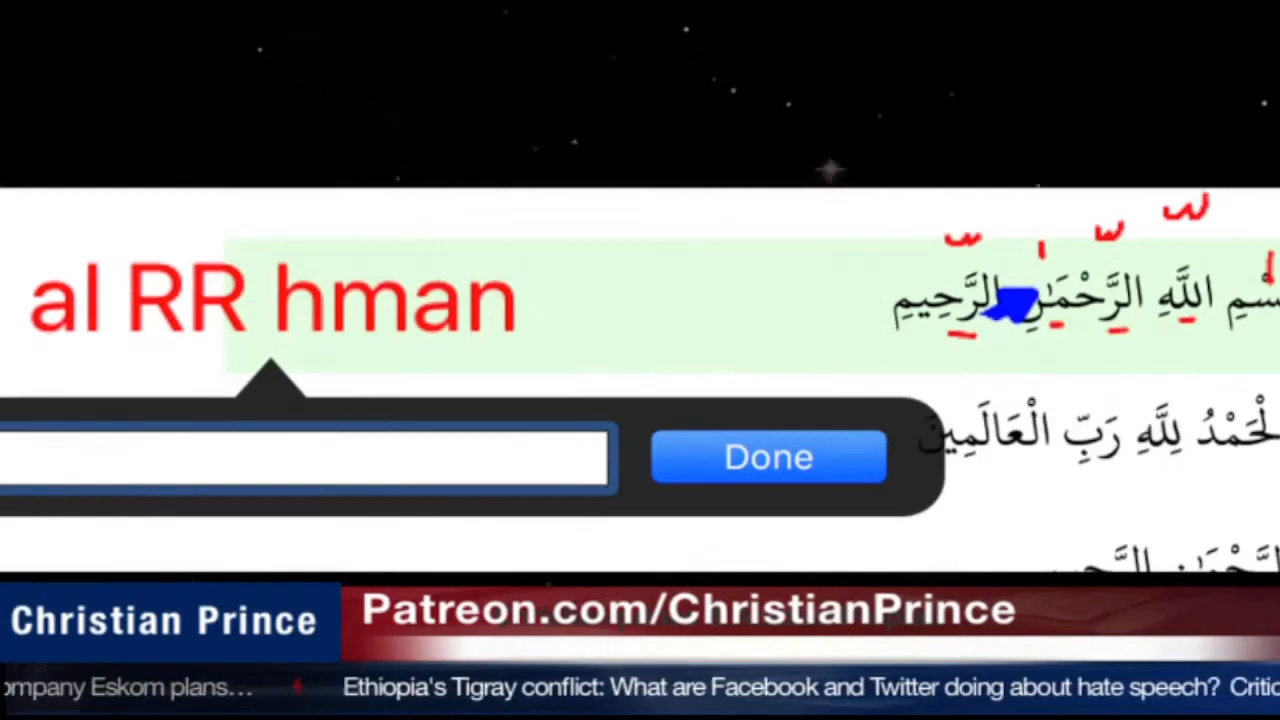 al RR hman
سْمِ اللَّهِ الرَّحْمَٰنِ الرَّحِيمِ
Done
لْحَمْدُ لِلَّهِ رَبِّ الْعَالَمِينَ
Christian Prince
Patreon.com/ChristianPrince
ompany Eskom plans... Ethiopia's Tigray conflict: What are Facebook and Twitter doing about hate speech? Critic